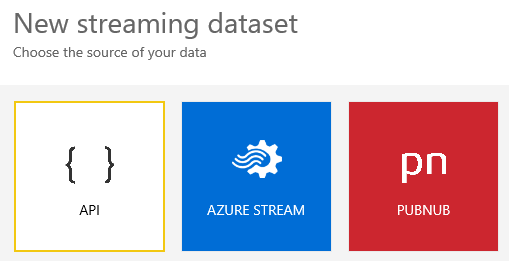 New streaming dataset
Choose the source of your data
{ }
pn
API
AZURE STREAM
PUBNUB